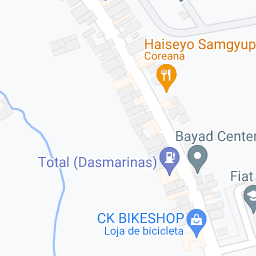 Haiseyo Samgyup
Coreana
Bayad Center
Total (Dasmarinas)
Fiat
CK BIKESHOP
Loja de bicicleta